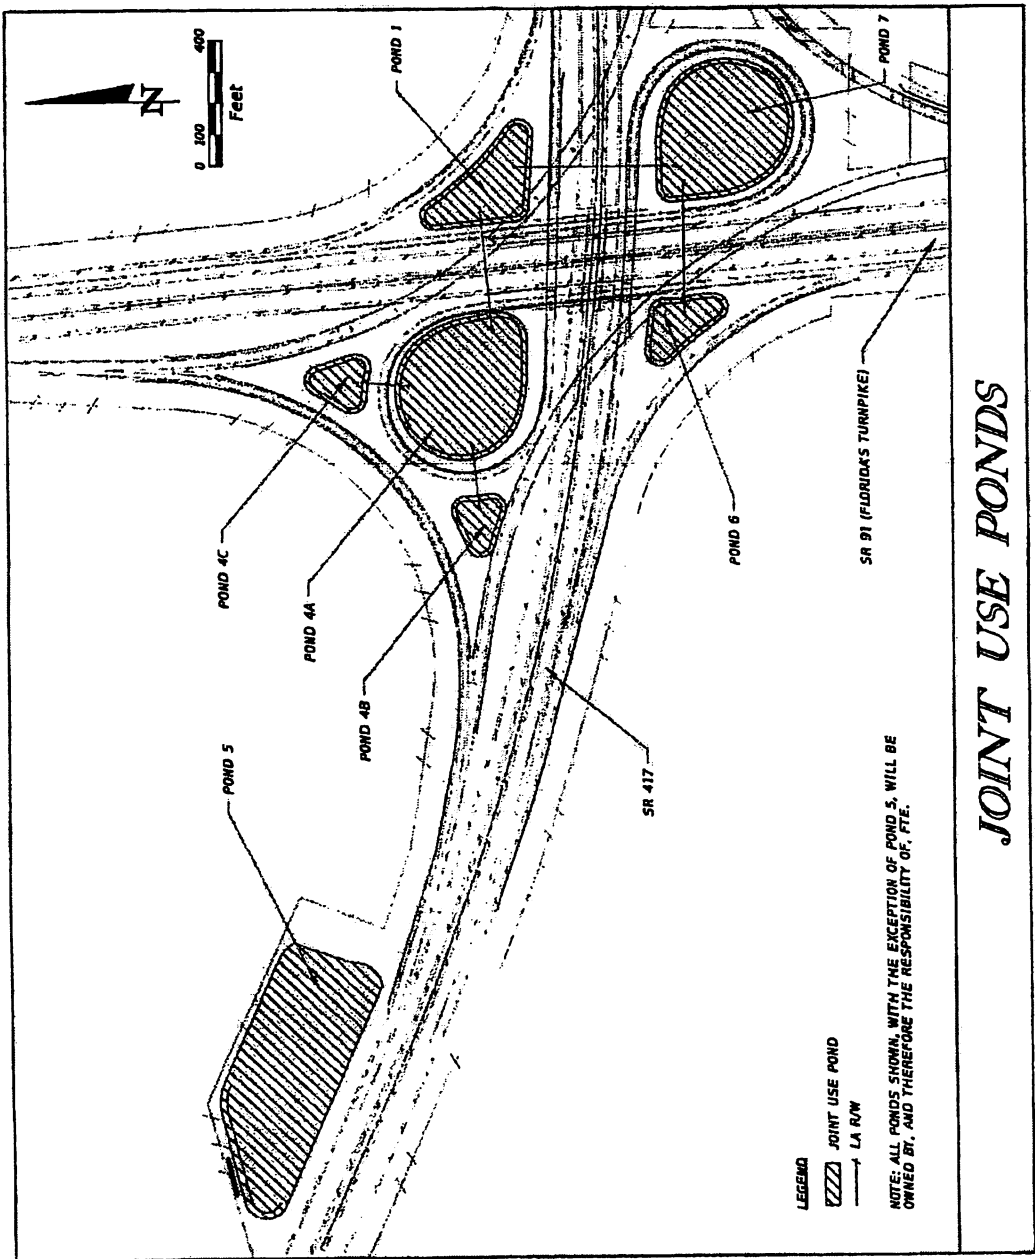 N
0 100 400
Feet
POND 1
POND 7
POND 4C
POND 4A
POND 4B
POND 5
POND 6
SR 91 (FLORIDA'S TURNPIKE)
SR 417
LEGEND
JOINT USE POND
LA R/W
NOTE: ALL PONDS SHOWN, WITH THE EXCEPTION OF POND 5, WILL BE
OWNED BY, AND THEREFORE THE RESPONSIBILITY OF, FTE.
JOINT USE PONDS